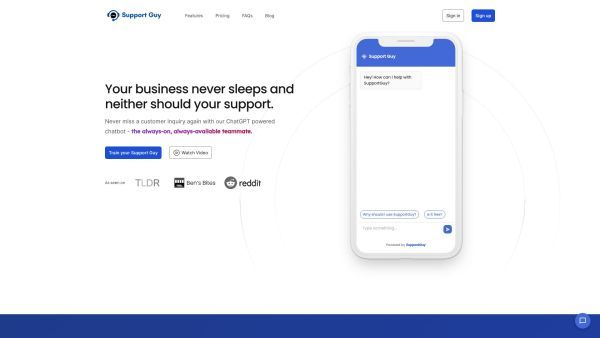 Support Guy
Features
Pricing
FAQs
Blog
Sign in
Sign up
Your business never sleeps and
neither should your support.
Never miss a customer inquiry again with our ChatGPT powered
chatbot - the always-on, always-available teammate.
Train your Support Guy
Watch Video
As seen on
TLDR
Ben's Bites
reddit
Support Guy
Hey! How can I help with
SupportGuy?
Why should I use SupportGuy?
Is it free?
Type something...
Powered by SupportGuy